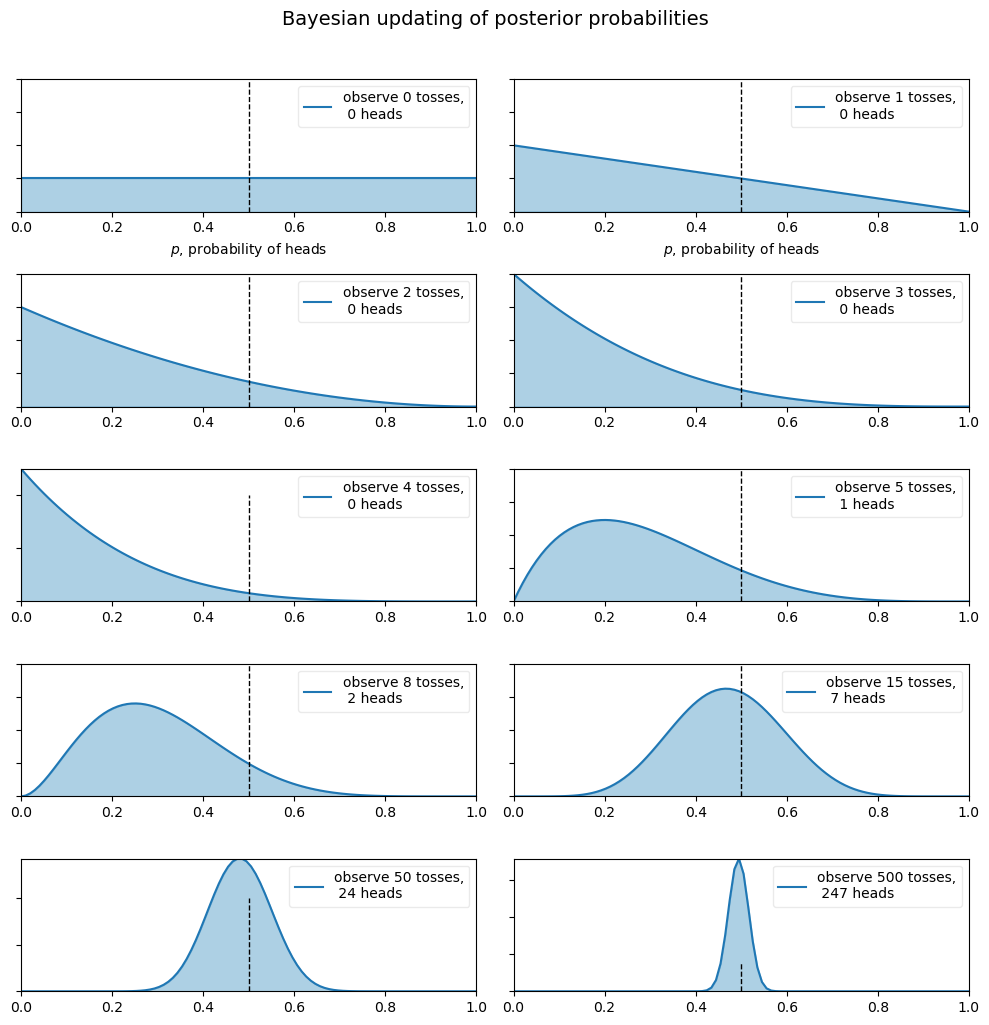 Bayesian updating of posterior probabilities
observe 0 tosses,
0 heads
0.0 0.2 0.4 0.6 0.8 1.0
p, probability of heads
observe 1 tosses,
0 heads
0.0 0.2 0.4 0.6 0.8 1.0
p, probability of heads
observe 2 tosses,
0 heads
0.0 0.2 0.4 0.6 0.8 1.0
observe 3 tosses,
0 heads
0.0 0.2 0.4 0.6 0.8 1.0
observe 4 tosses,
0 heads
0.0 0.2 0.4 0.6 0.8 1.0
observe 5 tosses,
1 heads
0.0 0.2 0.4 0.6 0.8 1.0
observe 8 tosses,
2 heads
0.0 0.2 0.4 0.6 0.8 1.0
observe 15 tosses,
7 heads
0.0 0.2 0.4 0.6 0.8 1.0
observe 50 tosses,
24 heads
0.0 0.2 0.4 0.6 0.8 1.0
observe 500 tosses,
247 heads
0.0 0.2 0.4 0.6 0.8 1.0